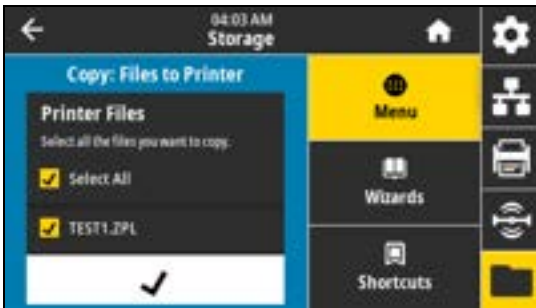 04:03 AM
Storage
Copy: Files to Printer
Printer Files
Select all the files you want to copy.
Select All
TEST1.ZPL
Menu
Wizards
Shortcuts